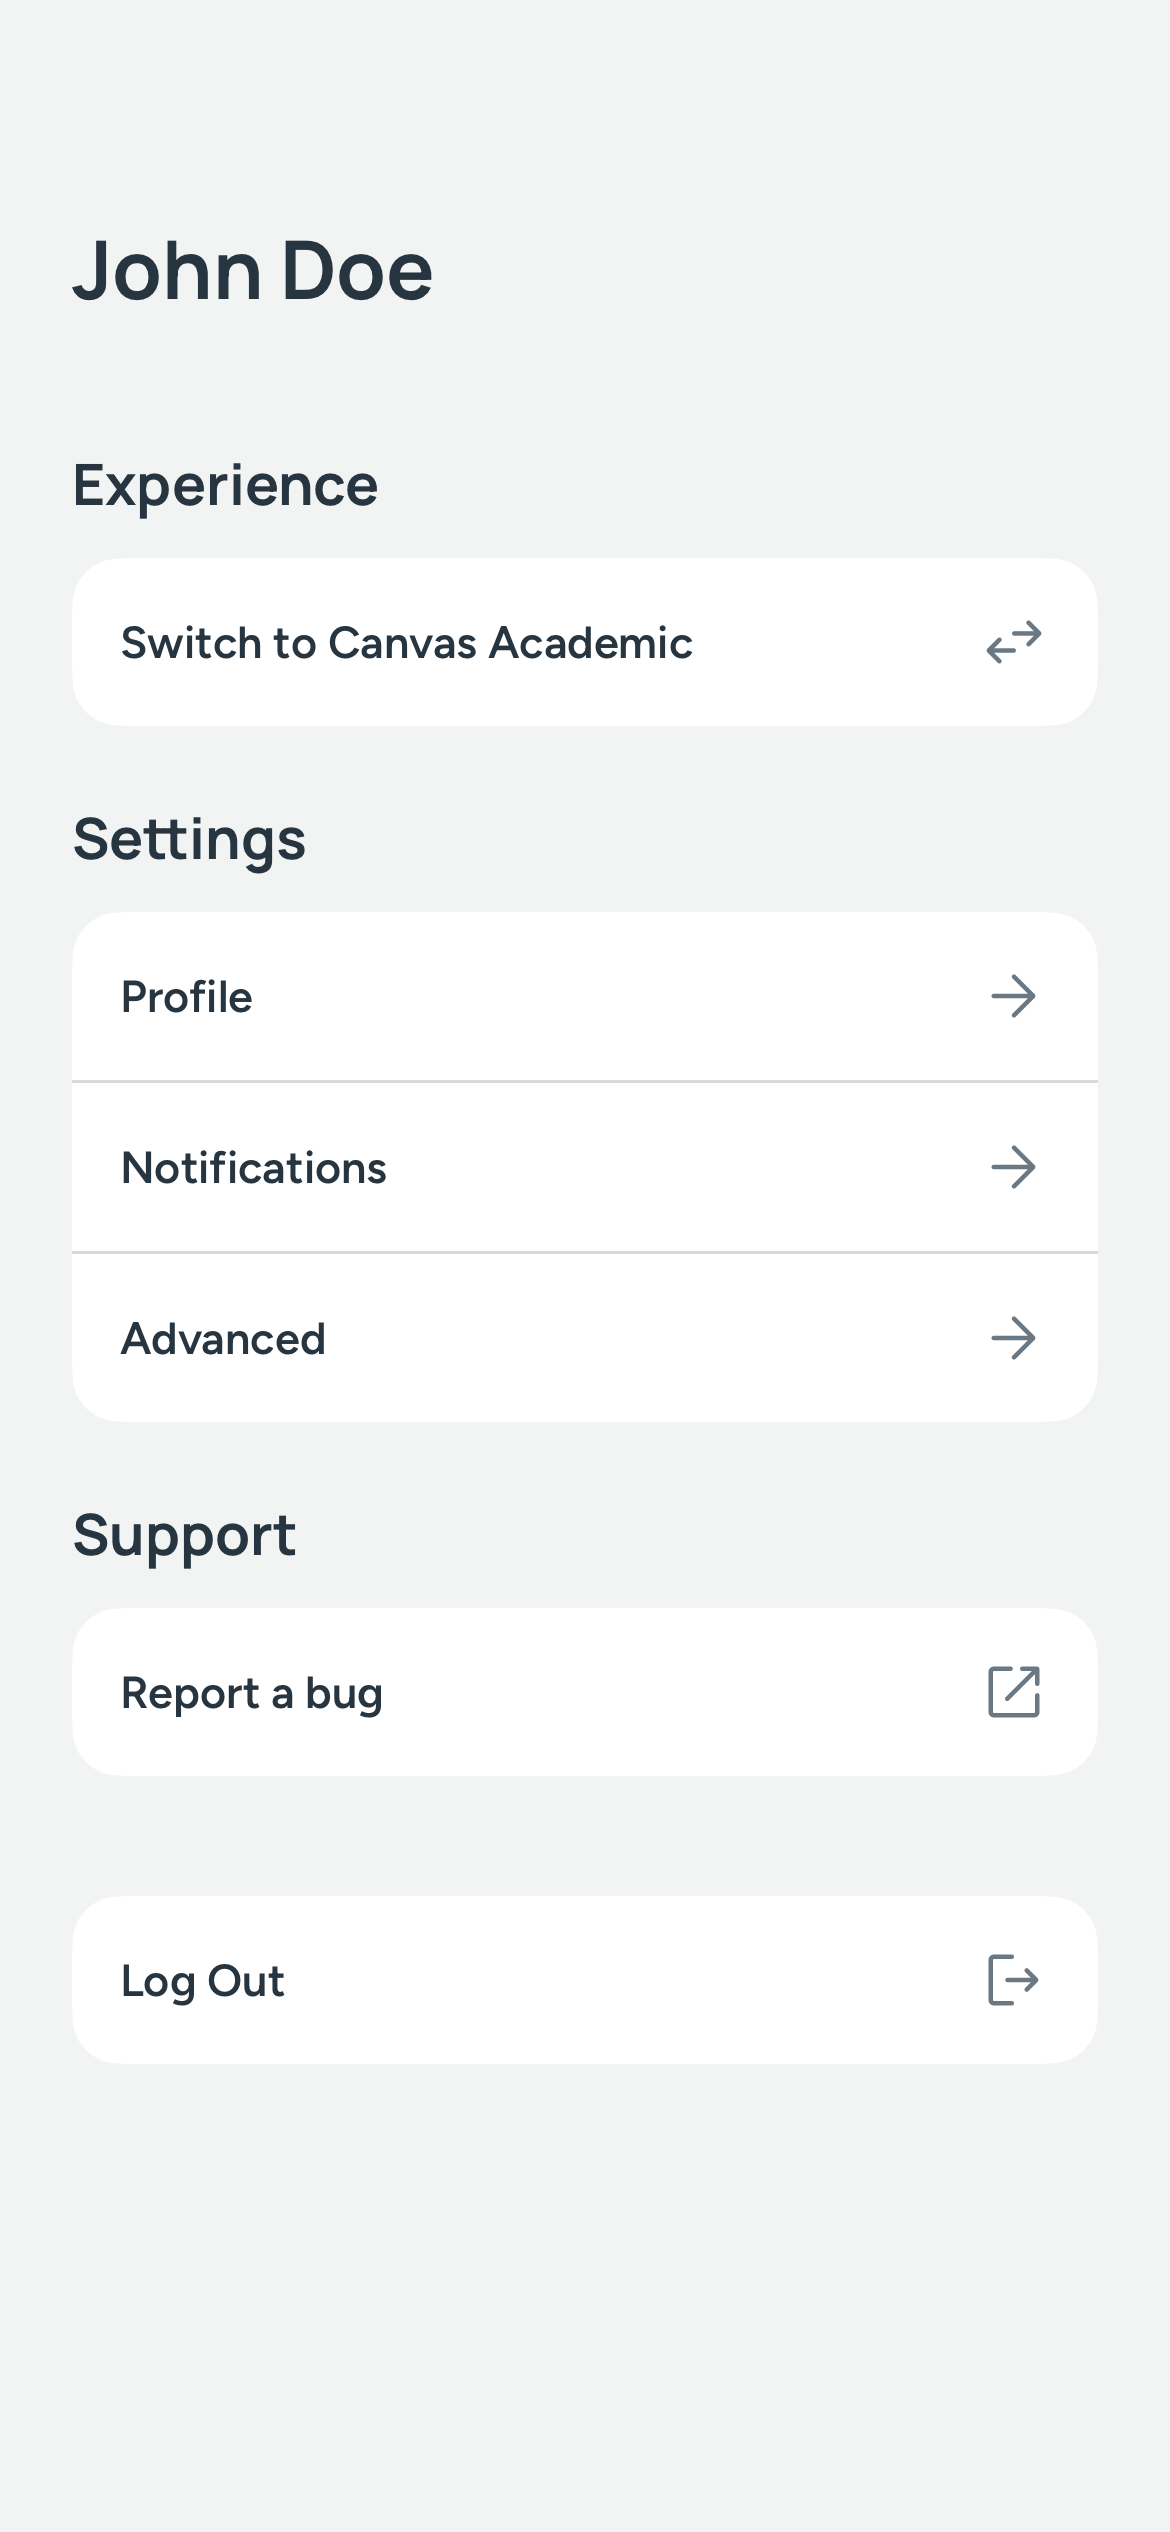 John Doe
Experience
Switch to Canvas Academic
Settings
Profile
Notifications
Advanced
Support
Report a bug
Log Out